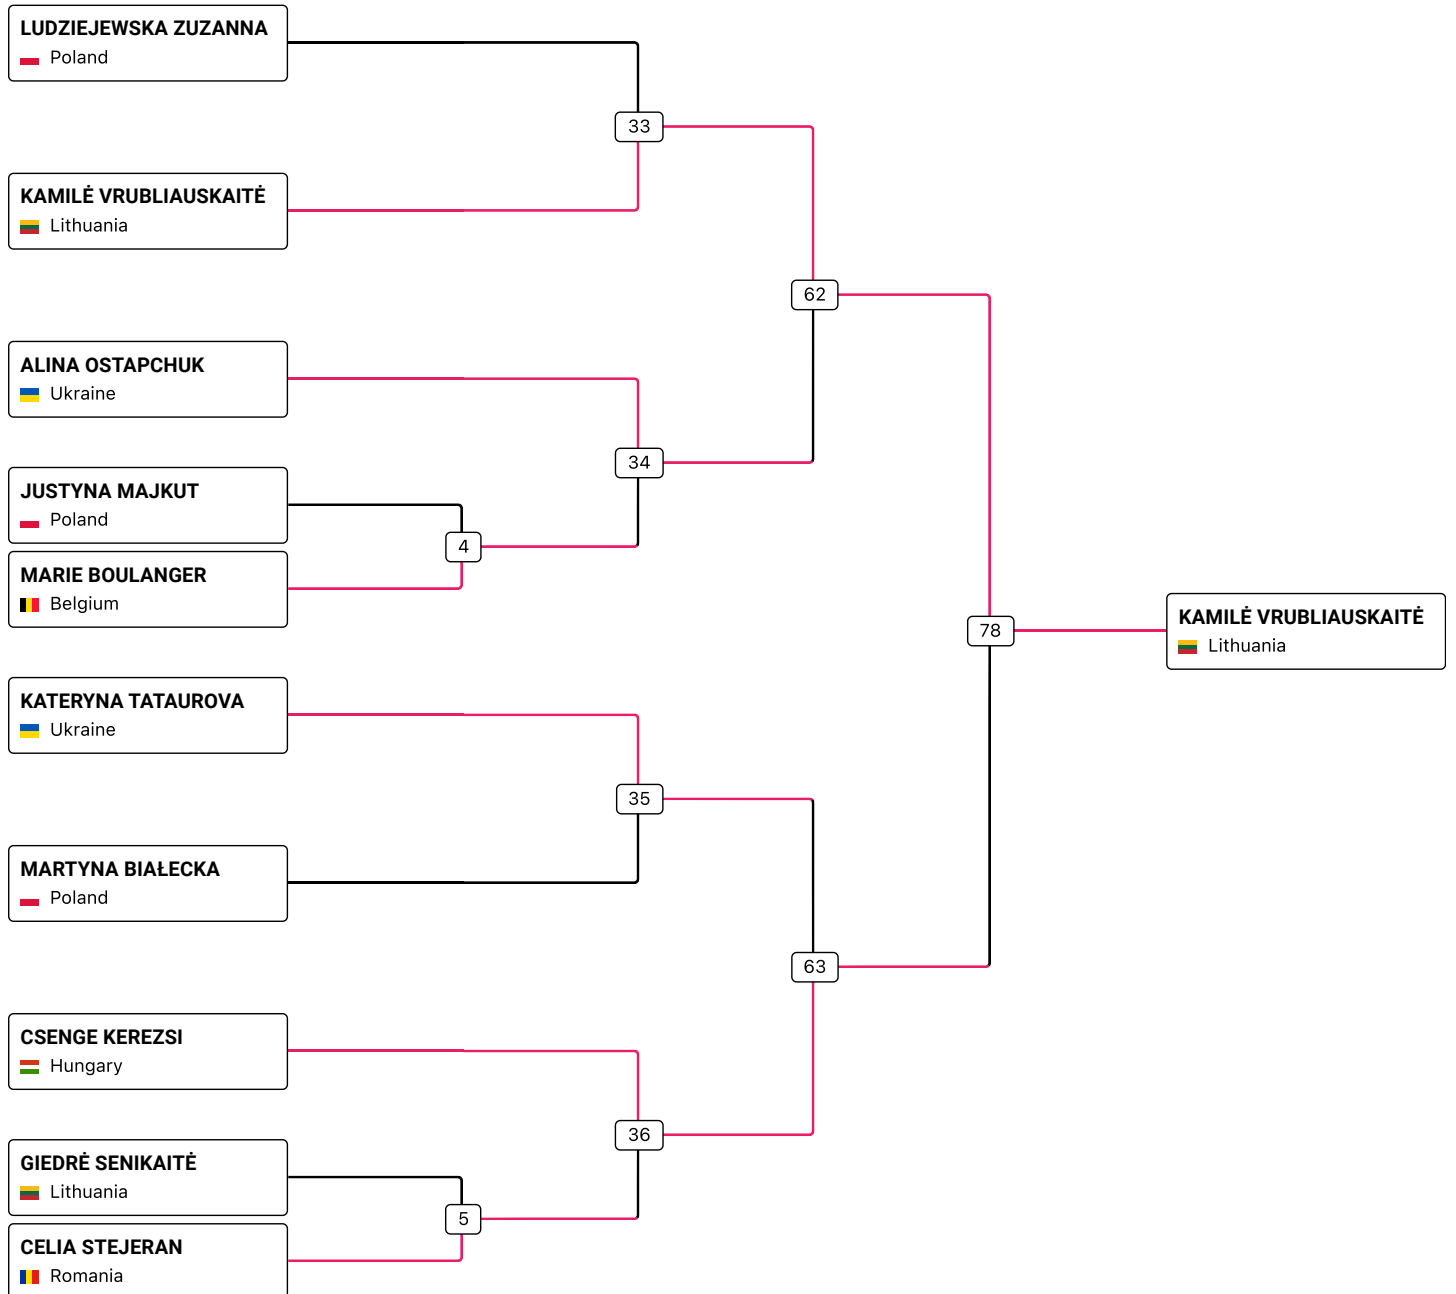 LUDZIEJEWSKA ZUZANNA
Poland
33
KAMILĖ VRUBLIAUSKAITĖ
Lithuania
62
ALINA OSTAPCHUK
Ukraine
34
JUSTYNA MAJKUT
Poland
4
MARIE BOULANGER
Belgium
78
KAMILĖ VRUBLIAUSKAITĖ
Lithuania
KATERYNA TATAUROVA
Ukraine
35
MARTYNA BIAŁECKA
Poland
63
CSENGE KEREZSI
Hungary
36
GIEDRĖ SENIKAITĖ
Lithuania
5
CELIA STEJERAN
Romania